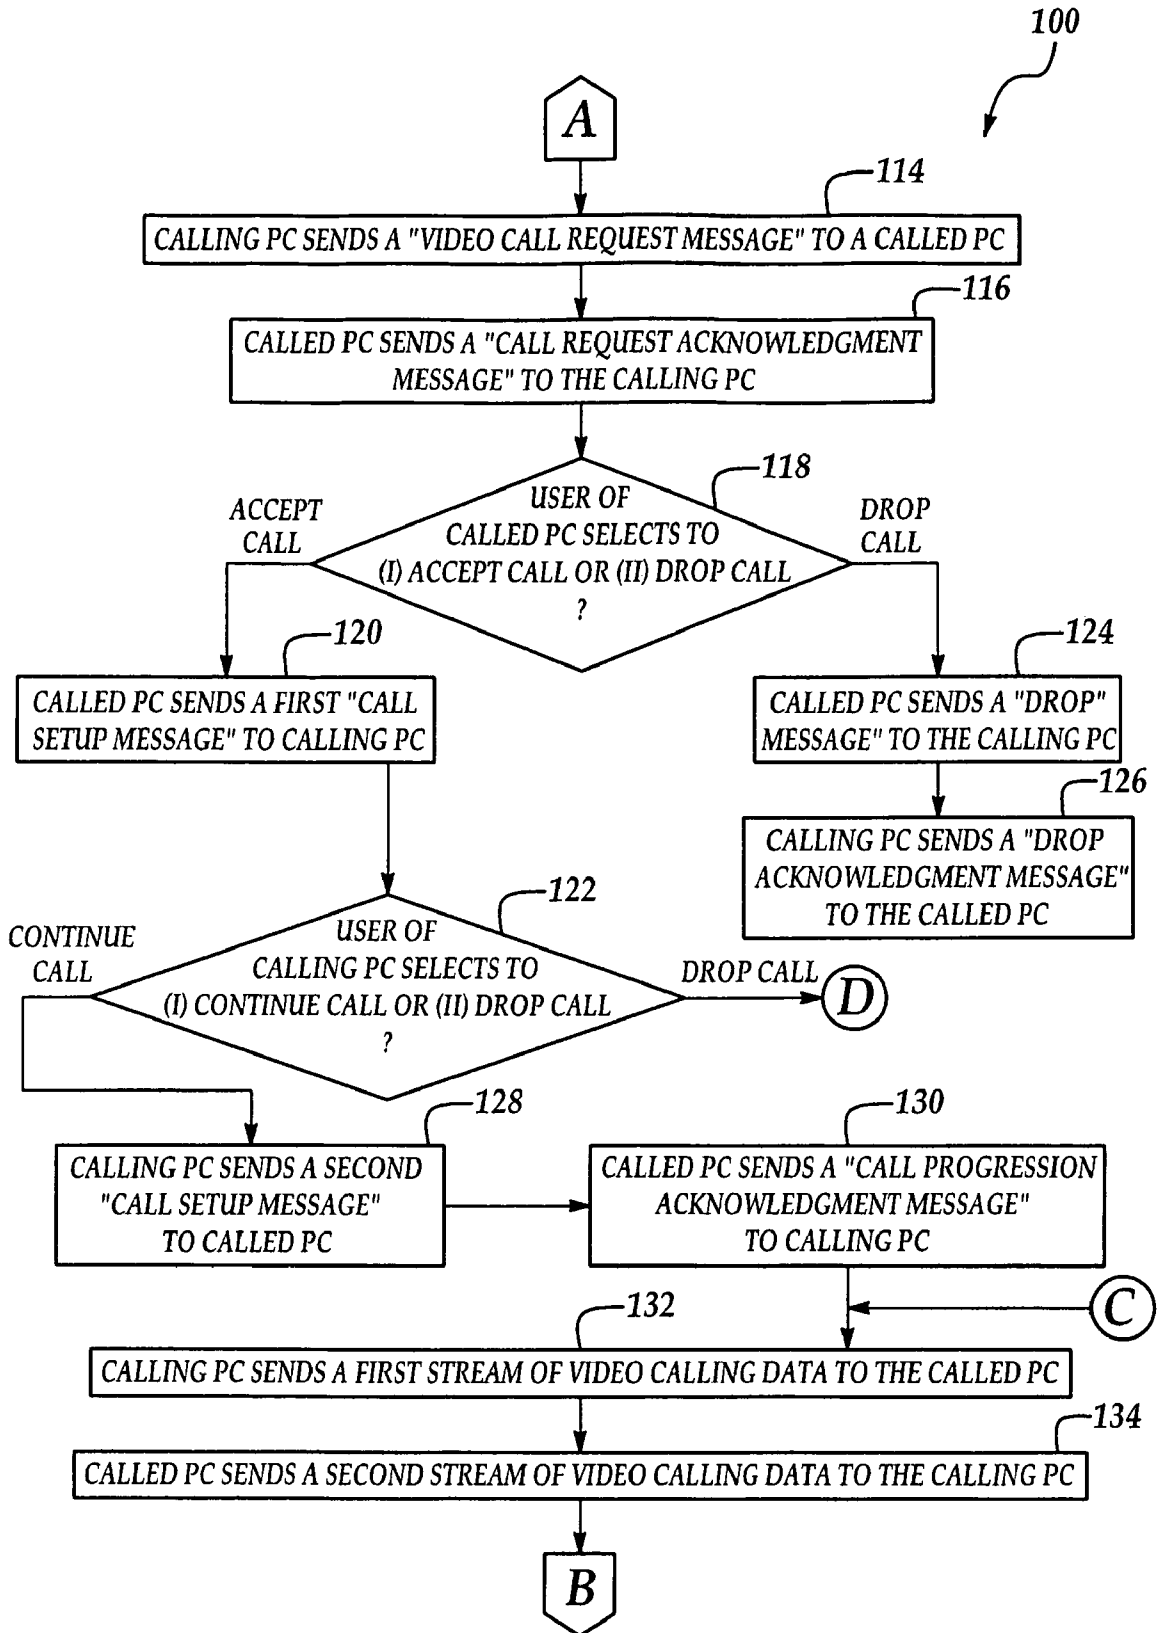 100
A
114
CALLING PC SENDS A "VIDEO CALL REQUEST MESSAGE" TO A CALLED PC
116
CALLED PC SENDS A "CALL REQUEST ACKNOWLEDGMENT
MESSAGE" TO THE CALLING PC
118
USER OF
CALLED PC SELECTS TO
(I) ACCEPT CALL OR (II) DROP CALL
?
ACCEPT
CALL
DROP
CALL
120
CALLED PC SENDS A FIRST "CALL
SETUP MESSAGE" TO CALLING PC
124
CALLED PC SENDS A "DROP"
MESSAGE" TO THE CALLING PC
126
CALLING PC SENDS A "DROP
ACKNOWLEDGMENT MESSAGE"
TO THE CALLED PC
122
USER OF
CALLING PC SELECTS TO
(I) CONTINUE CALL OR (II) DROP CALL
?
CONTINUE
CALL
DROP CALL
D
128
CALLING PC SENDS A SECOND
"CALL SETUP MESSAGE"
TO CALLED PC
130
CALLED PC SENDS A "CALL PROGRESSION
ACKNOWLEDGMENT MESSAGE"
TO CALLING PC
C
132
CALLING PC SENDS A FIRST STREAM OF VIDEO CALLING DATA TO THE CALLED PC
134
CALLED PC SENDS A SECOND STREAM OF VIDEO CALLING DATA TO THE CALLING PC
B